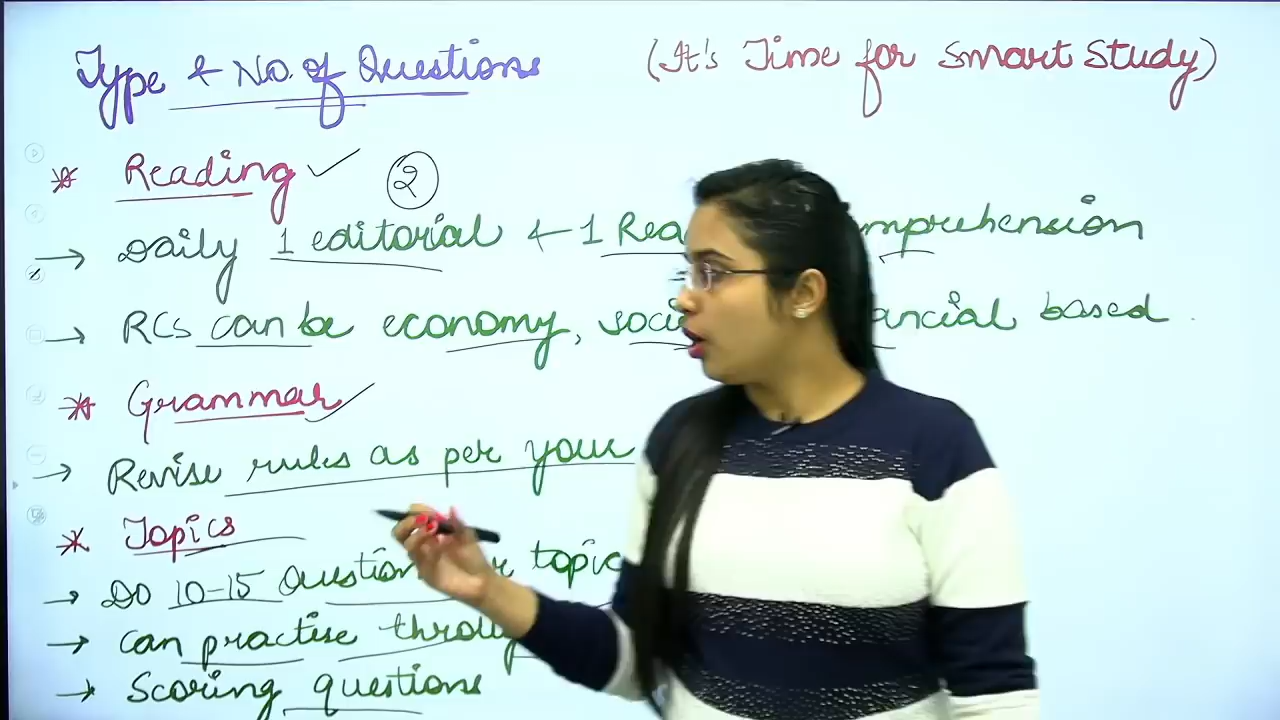 Type & No. of Questions
(It's Time for Smart Study)
* Reading ✓ 2
→ Daily 1 editorial + 1 Rea mprehension
→ RCs can be economy, soci ancial based.
* Grammar ✓
→ Revise rules as per your
* Topics
→ Do 10-15 Question topic
→ can practise throug
→ Scoring questions